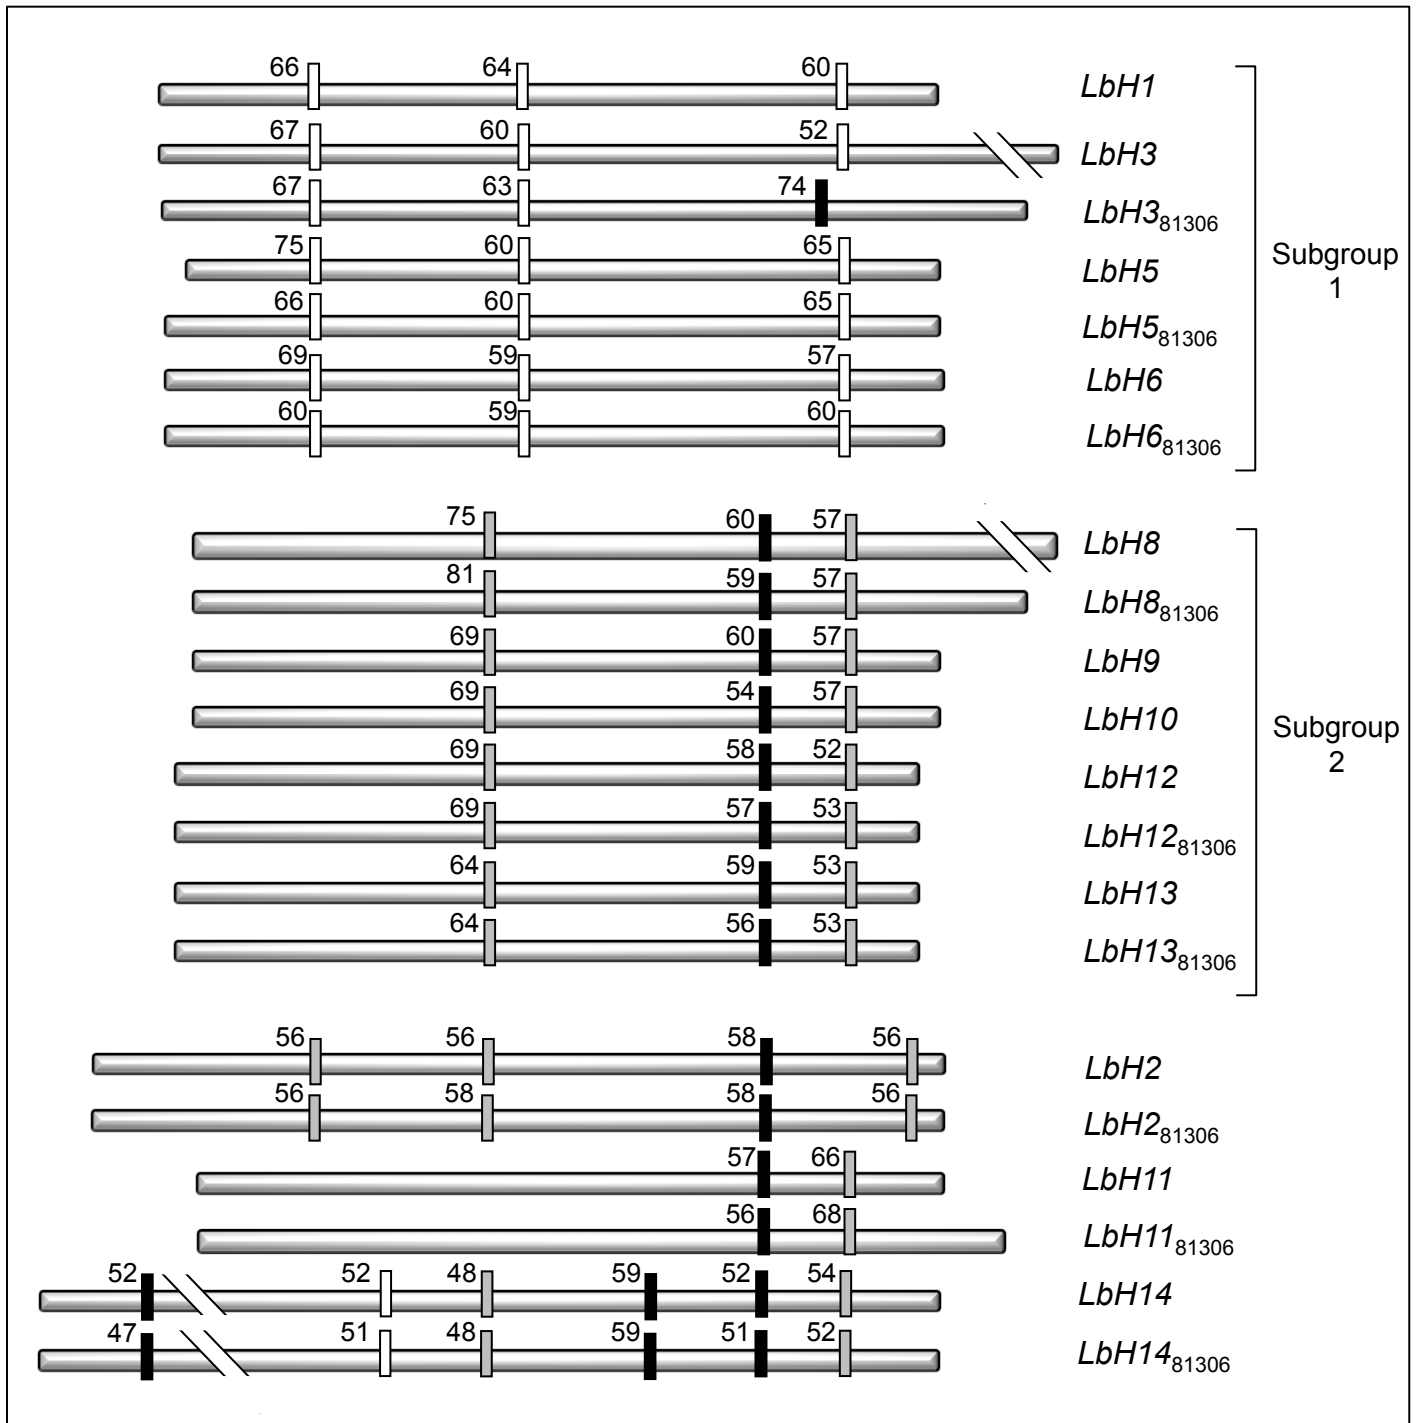 66 64 60 LbH1
67 60 52 LbH3
67 63 74 LbH381306
75 60 65 LbH5
66 60 65 LbH581306
69 59 57 LbH6
60 59 60 LbH681306
Subgroup
1
75 60 57 LbH8
81 59 57 LbH881306
69 60 57 LbH9
69 54 57 LbH10
69 58 52 LbH12
69 57 53 LbH1281306
64 59 53 LbH13
64 56 53 LbH1381306
Subgroup
2
56 56 58 56 LbH2
56 58 58 56 LbH281306
57 66 LbH11
56 68 LbH1181306
52 52 48 59 52 54 LbH14
47 51 48 59 51 52 LbH1481306